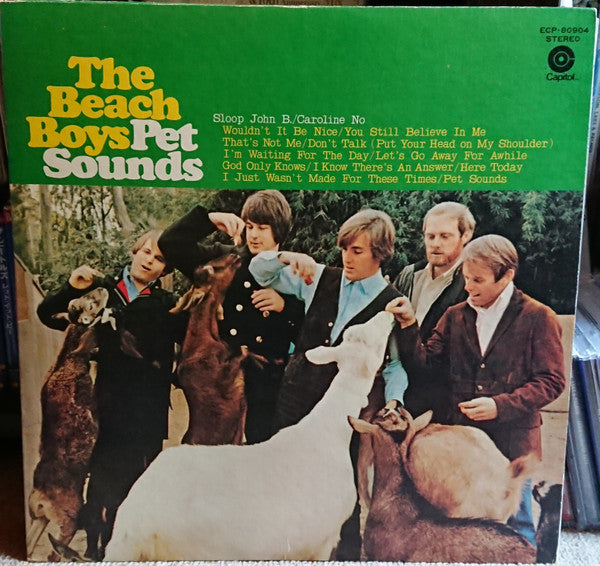 ECP-80904
STEREO
Capitol
The
Beach
Boys Pet
Sounds
Sloop John B./Caroline No
Wouldn't It Be Nice/You Still Believe In Me
That's Not Me/Don't Talk (Put Your Head on My Shoulder)
I'm Waiting For The Day/Let's Go Away For Awhile
God Only Knows/I Know There's An Answer/Here Today
I Just Wasn't Made For These Times/Pet Sounds